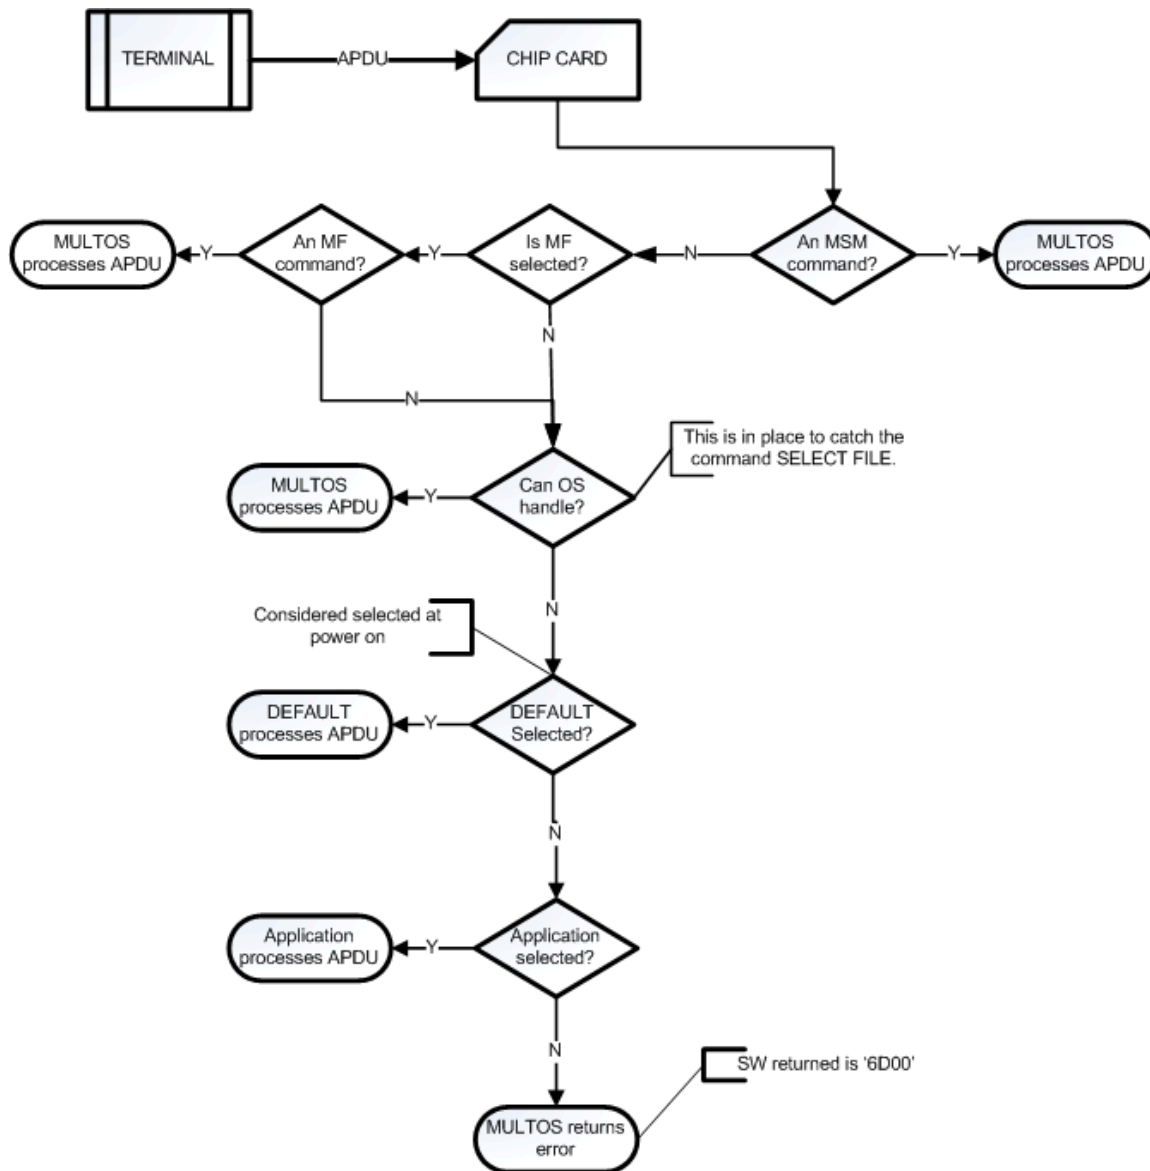 TERMINAL
APDU
CHIP CARD
MULTOS
processes APDU
Y
An MF
command?
Y
Is MF
selected?
N
An MSM
command?
Y
MULTOS
processes APDU
N
N
This is in place to catch the
command SELECT FILE.
MULTOS
processes APDU
Y
Can OS
handle?
N
Considered selected at
power on
DEFAULT
processes APDU
Y
DEFAULT
Selected?
N
Application
processes APDU
Y
Application
selected?
N
SW returned is '6D00'
MULTOS returns
error